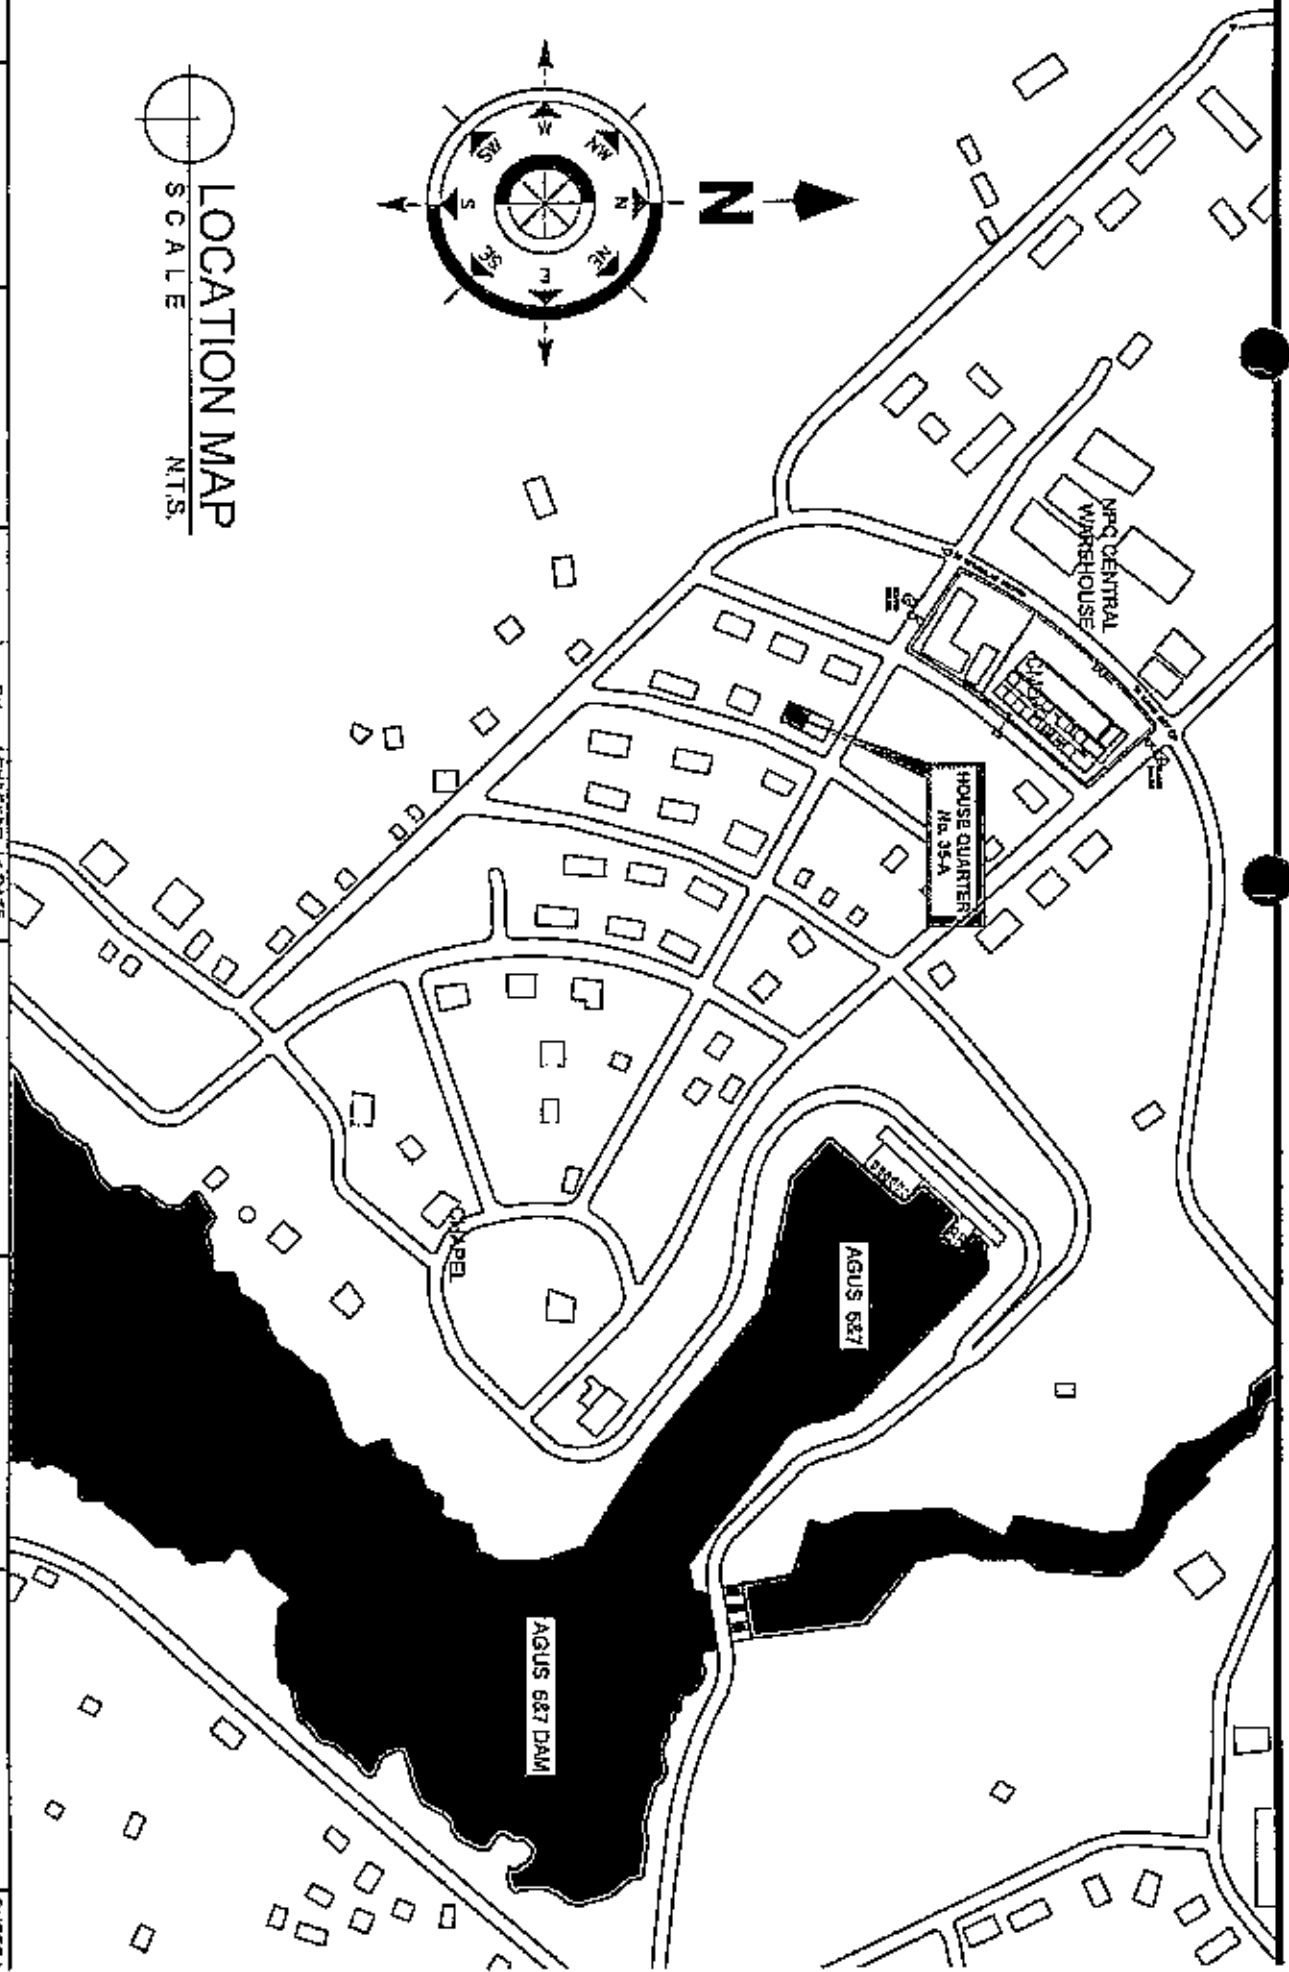 NPC CENTRAL
WAREHOUSE
HOUSE QUARTER
No. 35-A
N
W
NW
N
NE
E
SE
S
SW
AGUS 6&7
CHAPEL
AGUS 6&7 DAM
LOCATION MAP
SCALE
N.T.S.